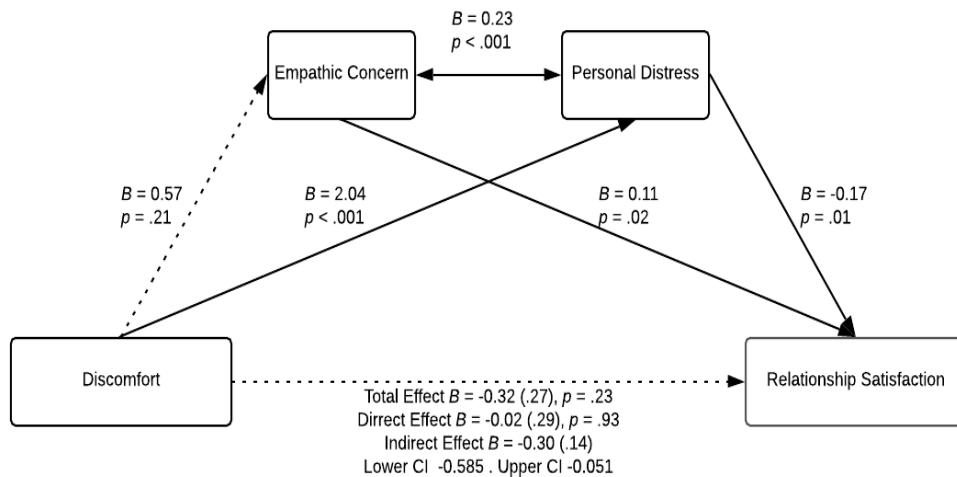 B = 0.23
p < .001
Empathic Concern
Personal Distress
B = 0.57
p = .21
B = 2.04
p < .001
B = 0.11
p = .02
B = -0.17
p = .01
Discomfort
Relationship Satisfaction
Total Effect B = -0.32 (.27), p = .23
Dirrect Effect B = -0.02 (.29), p = .93
Indirect Effect B = -0.30 (.14)
Lower CI -0.585 . Upper CI -0.051